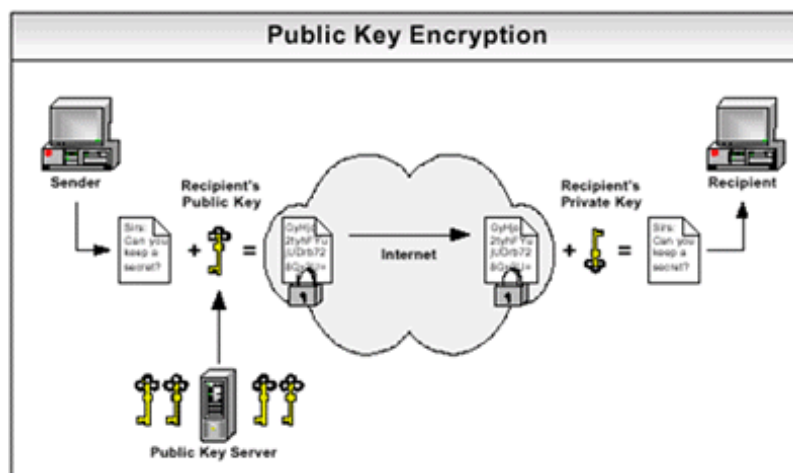 Public Key Encryption
Sender
Recipient's
Public Key
Recipient's
Private Key
Recipient
Sirs:
Can you
keep a
secret?
+
=
Internet
+
=
Sirs:
Can you
keep a
secret?
Public Key Server